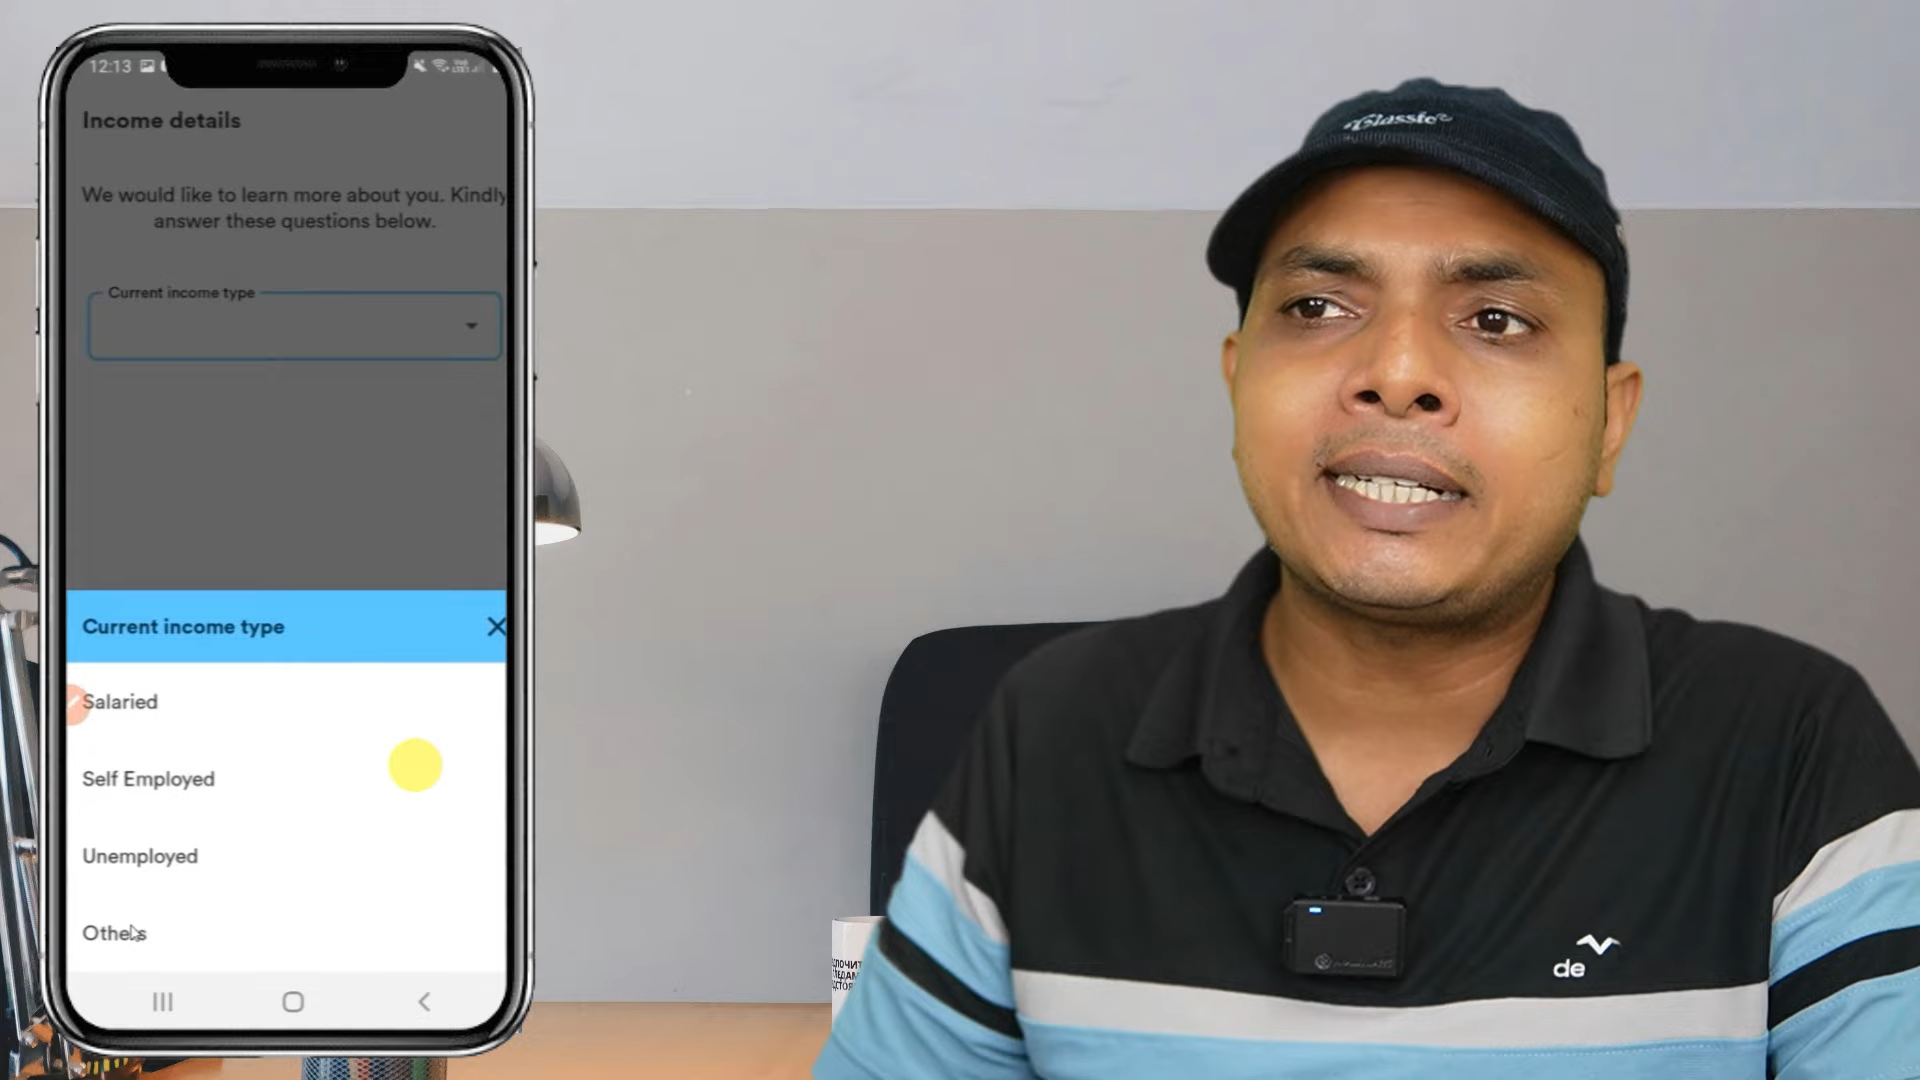 12:13
Income details
We would like to learn more about you. Kindly
answer these questions below.
Current income type
Current income type
Salaried
Self Employed
Unemployed
Others
Classic
de